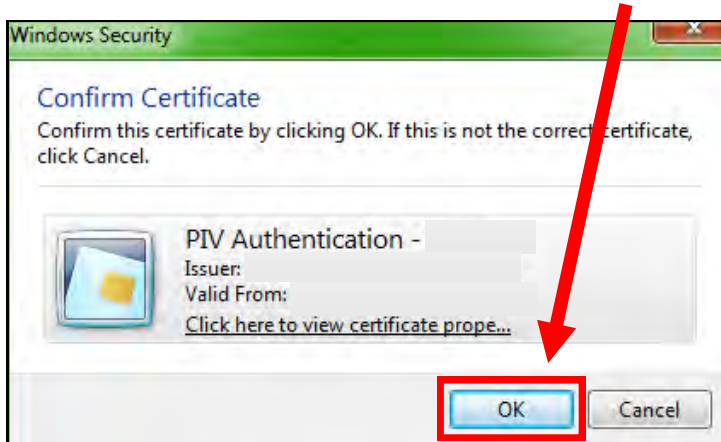 Windows Security
Confirm Certificate
Confirm this certificate by clicking OK. If this is not the correct certificate,
click Cancel.
PIV Authentication -
Issuer:
Valid From:
Click here to view certificate prope...
OK Cancel